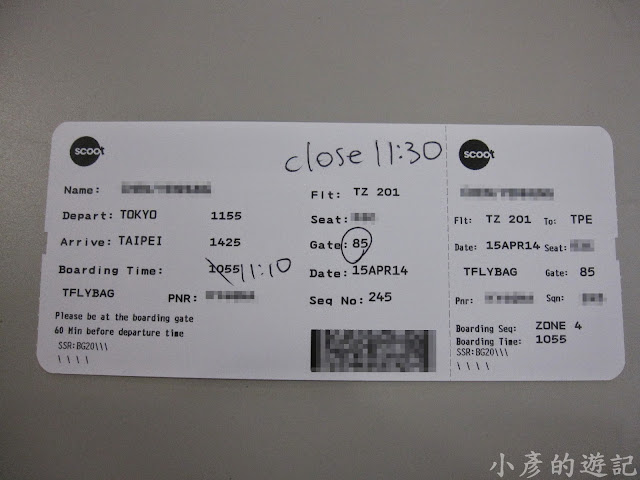 scoot
close 11:30
Name:
Flt: TZ 201
Depart: TOKYO 1155
Seat:
Arrive: TAIPEI 1425
Gate: 85
Boarding Time: 1055 11:10
Date: 15APR14
TFLYBAG PNR:
Seq No: 245
Please be at the boarding gate
60 Min before departure time
SSR:BG20\\\
\ \ \ \
scoot
Flt: TZ 201 To: TPE
Date: 15APR14 Seat:
TFLYBAG Gate: 85
Pnr: Sqn:
Boarding Seq: ZONE 4
Boarding Time: 1055
SSR:BG20\\\
\ \ \ \
小彥的遊記